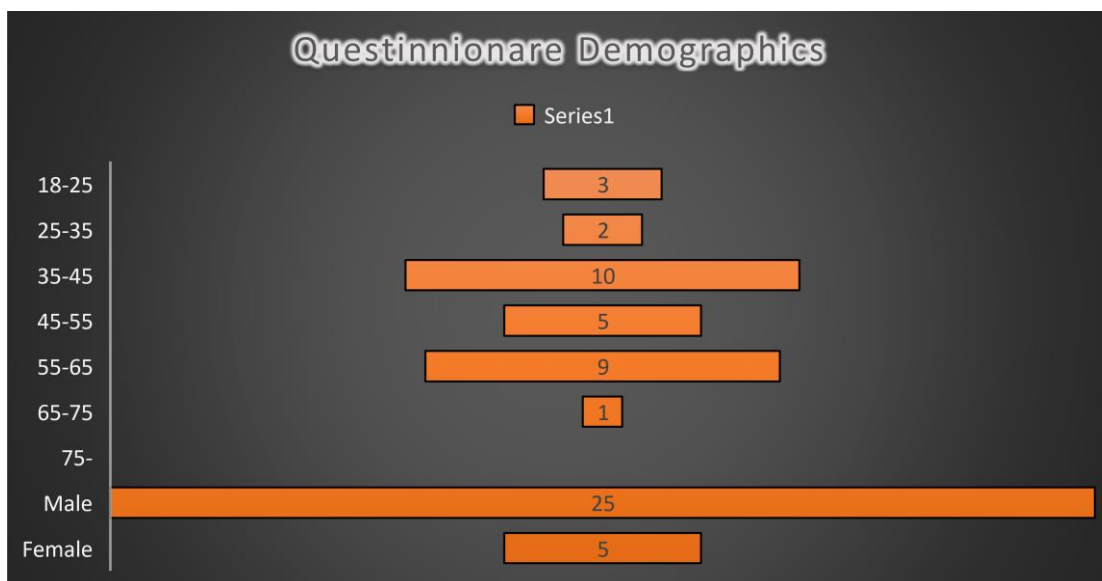 Questinnionare Demographics
Series1
18-25 3
25-35 2
35-45 10
45-55 5
55-65 9
65-75 1
75-
Male 25
Female 5